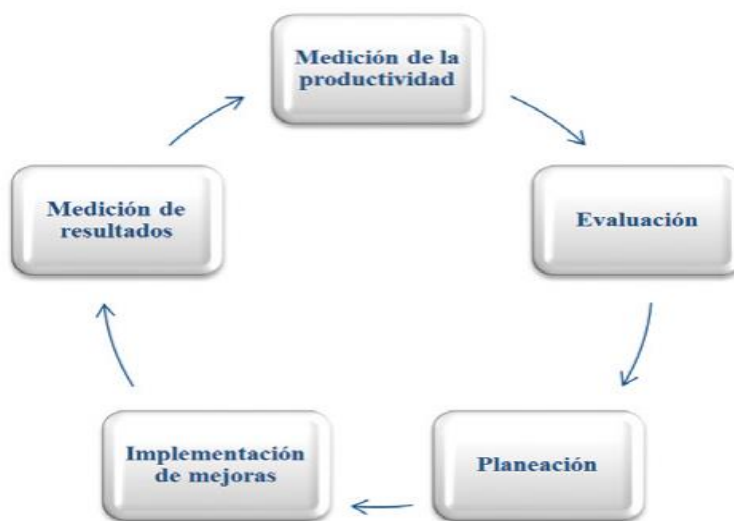 Medición de la
productividad
Evaluación
Planeación
Implementación
de mejoras
Medición de
resultados